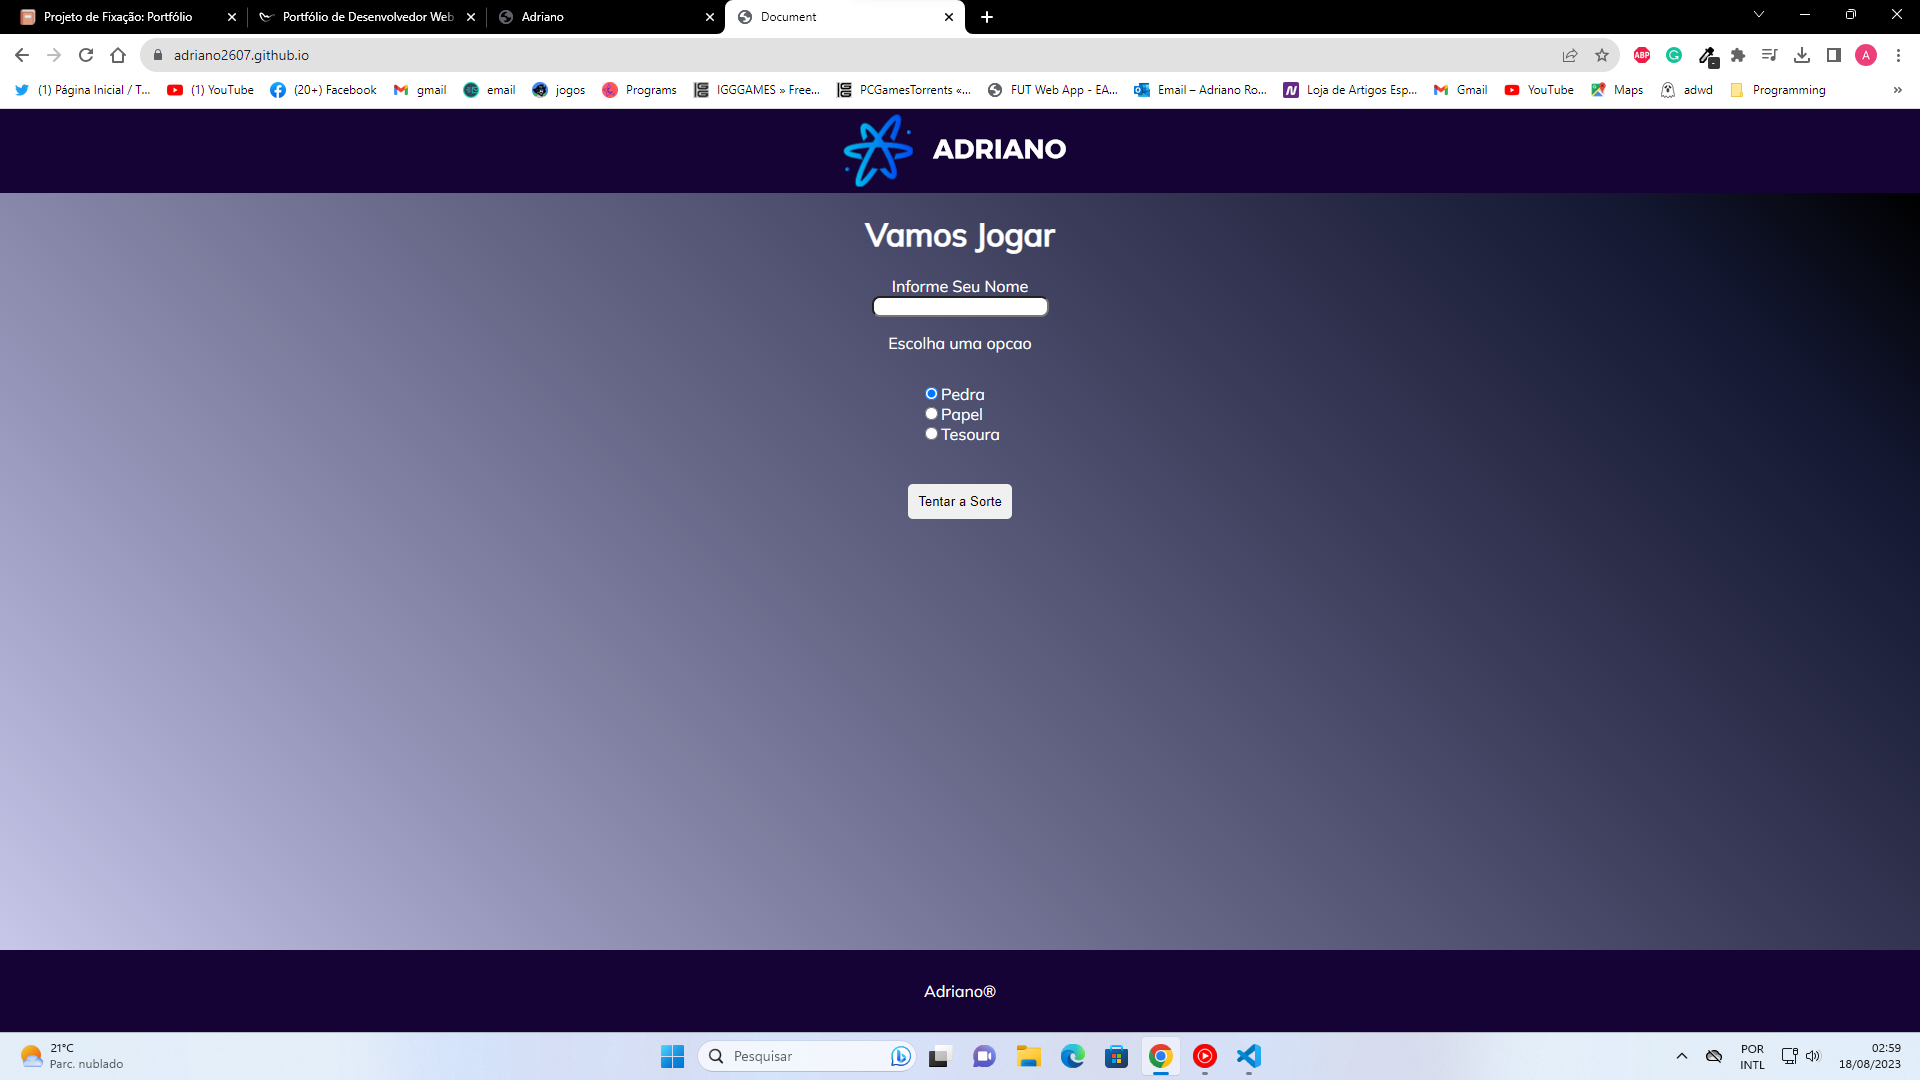 Projeto de Fixação: Portfólio
Portfólio de Desenvolvedor Web
Adriano
Document
adriano2607.github.io
ABP
G
A
(1) Página Inicial / T...
(1) YouTube
(20+) Facebook
gmail
email
jogos
Programs
IGGGAMES » Free...
PCGamesTorrents «...
FUT Web App - EA...
Email – Adriano Ro...
Loja de Artigos Esp...
Gmail
YouTube
Maps
adwd
Programming
»
ADRIANO
Vamos Jogar
Informe Seu Nome
Escolha uma opcao
Pedra
Papel
Tesoura
Tentar a Sorte
Adriano®
21°C
Parc. nublado
Pesquisar
POR
INTL
02:59
18/08/2023